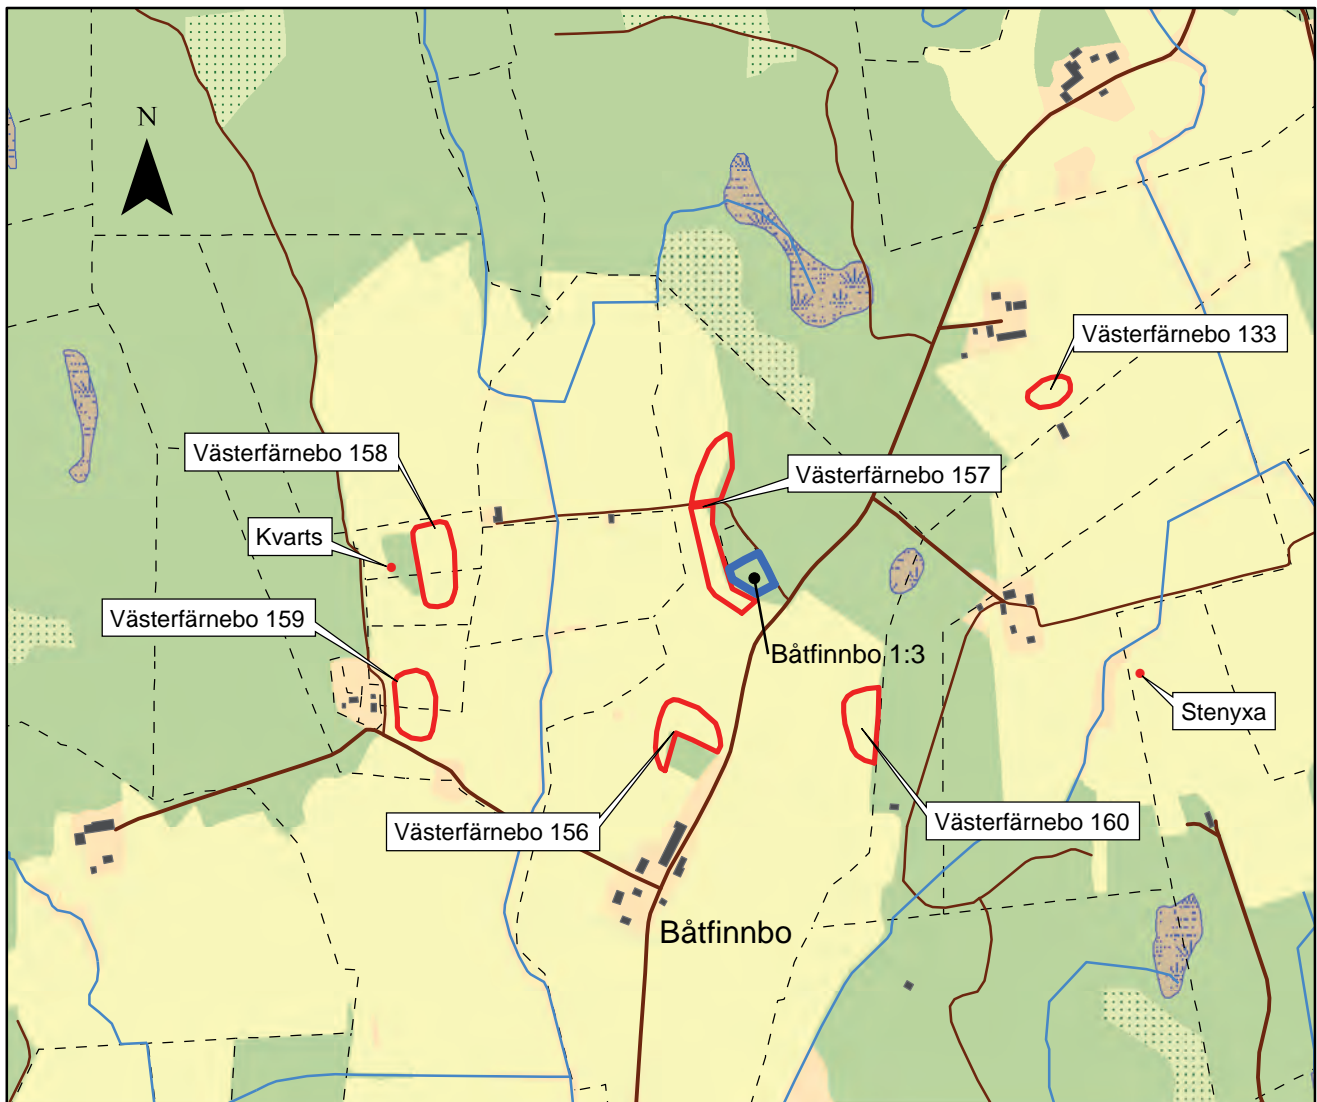 N
Västerfärnebo 133
Västerfärnebo 158
Västerfärnebo 157
Kvarts
Västerfärnebo 159
Båtfinnbo 1:3
Stenyxa
Västerfärnebo 156
Västerfärnebo 160
Båtfinnbo